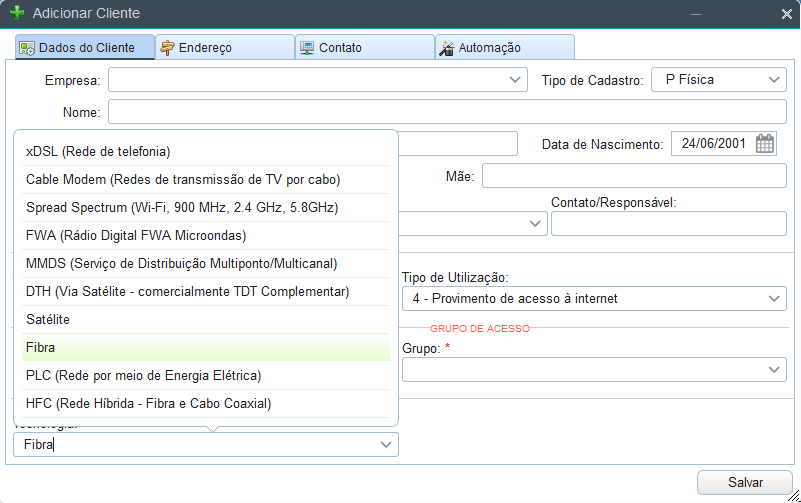 Adicionar Cliente
Dados do Cliente
Endereço
Contato
Automação
Empresa:
Tipo de Cadastro:
P Física
Nome:
Data de Nascimento:
24/06/2001
Mãe:
Contato/Responsável:
xDSL (Rede de telefonia)
Cable Modem (Redes de transmissão de TV por cabo)
Spread Spectrum (Wi-Fi, 900 MHz, 2.4 GHz, 5.8GHz)
FWA (Rádio Digital FWA Microondas)
MMDS (Serviço de Distribuição Multiponto/Multicanal)
DTH (Via Satélite - comercialmente TDT Complementar)
Satélite
Fibra
PLC (Rede por meio de Energia Elétrica)
HFC (Rede Híbrida - Fibra e Cabo Coaxial)
Tipo de Utilização:
4 - Provimento de acesso à internet
GRUPO DE ACESSO
Grupo: *
Tecnologia:
Fibra
Salvar